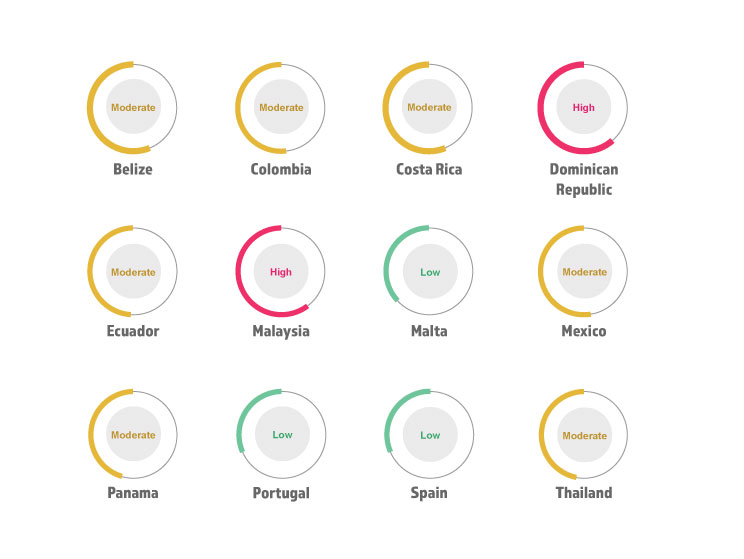 Moderate
Moderate
Moderate
High
Belize
Colombia
Costa Rica
Dominican
Republic
Moderate
High
Low
Moderate
Ecuador
Malaysia
Malta
Mexico
Moderate
Low
Low
Moderate
Panama
Portugal
Spain
Thailand